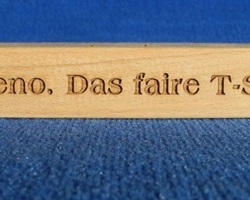 eno. Das faire T-S